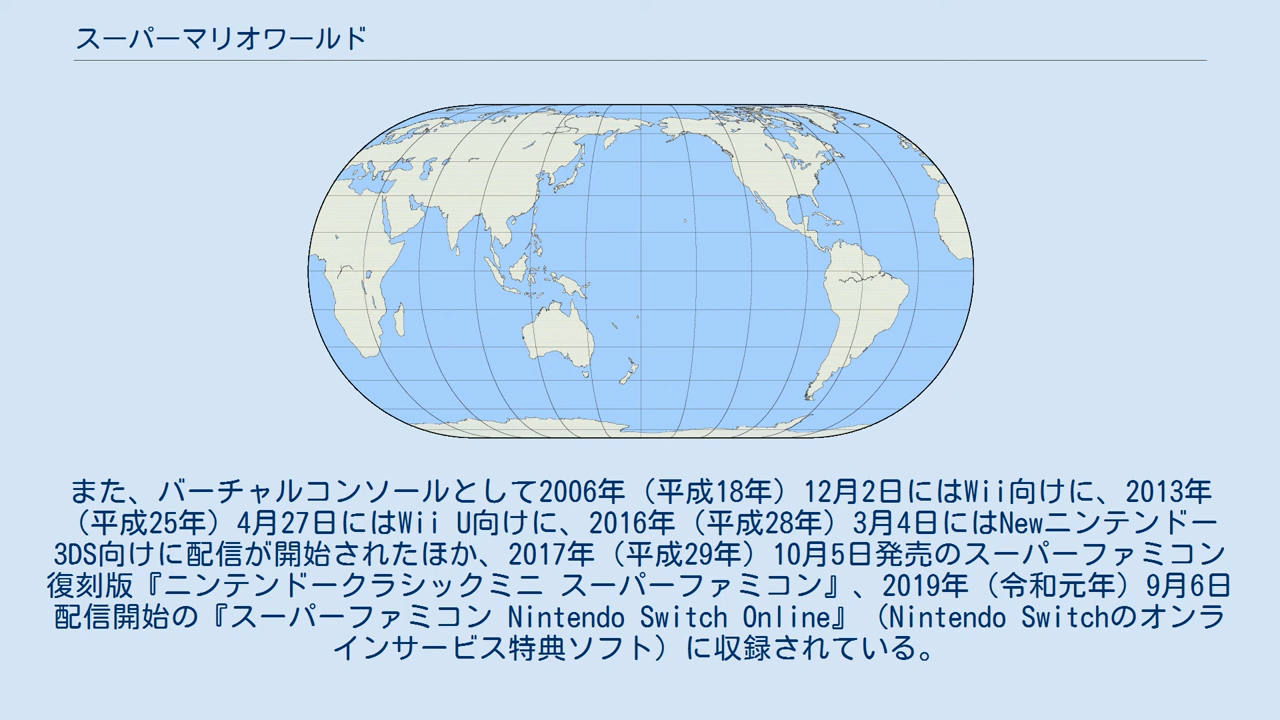 スーパーマリオワールド
また、バーチャルコンソールとして2006年（平成18年）12月2日にはWii向けに、2013年
（平成25年）4月27日にはWii U向けに、2016年（平成28年）3月4日にはNewニンテンドー
3DS向けに配信が開始されたほか、2017年（平成29年）10月5日発売のスーパーファミコン
復刻版『ニンテンドークラシックミニ スーパーファミコン』、2019年（令和元年）9月6日
配信開始の『スーパーファミコン Nintendo Switch Online』（Nintendo Switchのオンラ
インサービス特典ソフト）に収録されている。